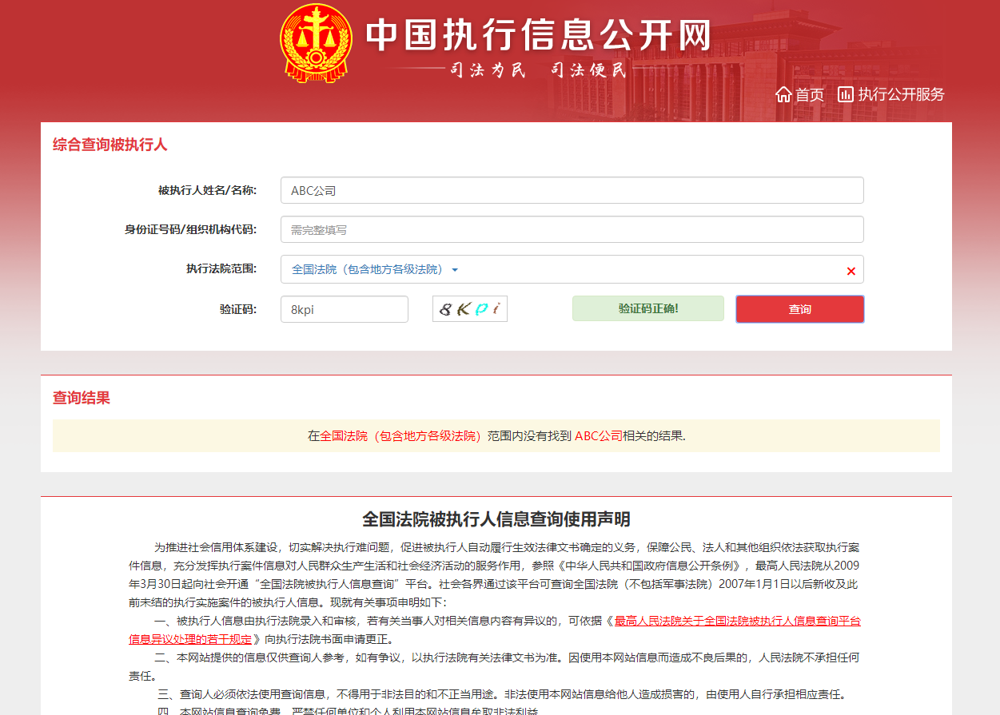 中国执行信息公开网
司法为民 司法便民
首页 执行公开服务
综合查询被执行人
被执行人姓名/名称: ABC公司
身份证号码/组织机构代码: 需完整填写
执行法院范围: 全国法院（包含地方各级法院）
验证码: 8kpi 8Kpi 验证码正确! 查询
查询结果
在全国法院（包含地方各级法院）范围内没有找到 ABC公司相关的结果.
全国法院被执行人信息查询使用声明
为推进社会信用体系建设，切实解决执行难问题，促进被执行人自动履行生效法律文书确定的义务，保障公民、法人和其他组织依法获取执行案
件信息，充分发挥执行案件信息对人民群众生产生活和社会经济活动的服务作用，参照《中华人民共和国政府信息公开条例》，最高人民法院从2009
年3月30日起向社会开通“全国法院被执行人信息查询”平台。社会各界通过该平台可查询全国法院（不包括军事法院）2007年1月1日以后新收及此
前未结的执行实施案件的被执行人信息。现就有关事项申明如下：
一、被执行人信息由执行法院录入和审核，若有关当事人对相关信息内容有异议的，可依据《最高人民法院关于全国法院被执行人信息查询平台
信息异议处理的若干规定》向执行法院书面申请更正。
二、本网站提供的信息仅供查询人参考，如有争议，以执行法院有关法律文书为准。因使用本网站信息而造成不良后果的，人民法院不承担任何
责任。
三、查询人必须依法使用查询信息，不得用于非法目的和不正当用途。非法使用本网站信息给他人造成损害的，由使用人自行承担相应责任。
四、本网站信息查询免费，严禁任何单位和个人利用本网站信息牟取非法利益。